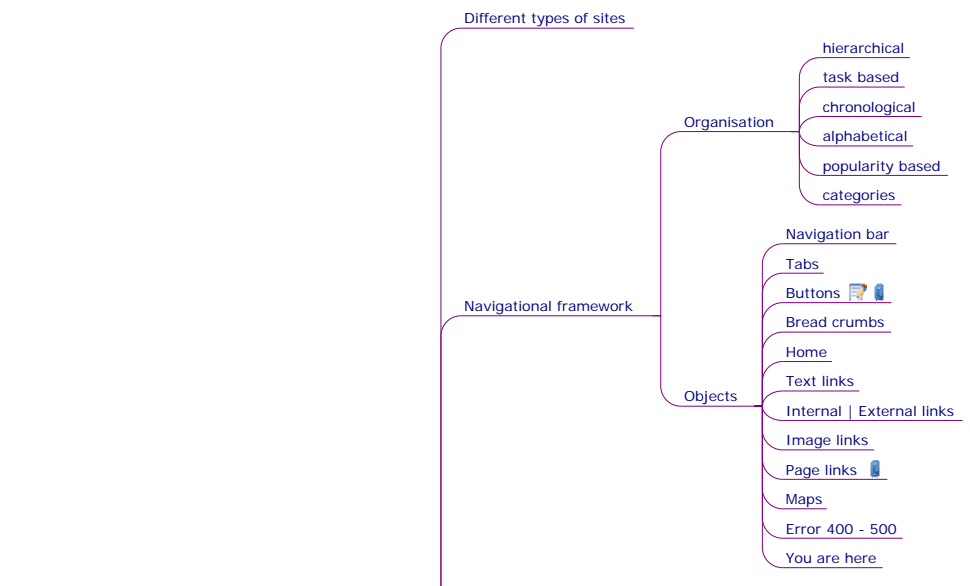 Different types of sites
hierarchical
task based
chronological
Organisation
alphabetical
popularity based
categories
Navigation bar
Tabs
Buttons
Navigational framework
Bread crumbs
Home
Text links
Objects
Internal | External links
Image links
Page links
Maps
Error 400 - 500
You are here